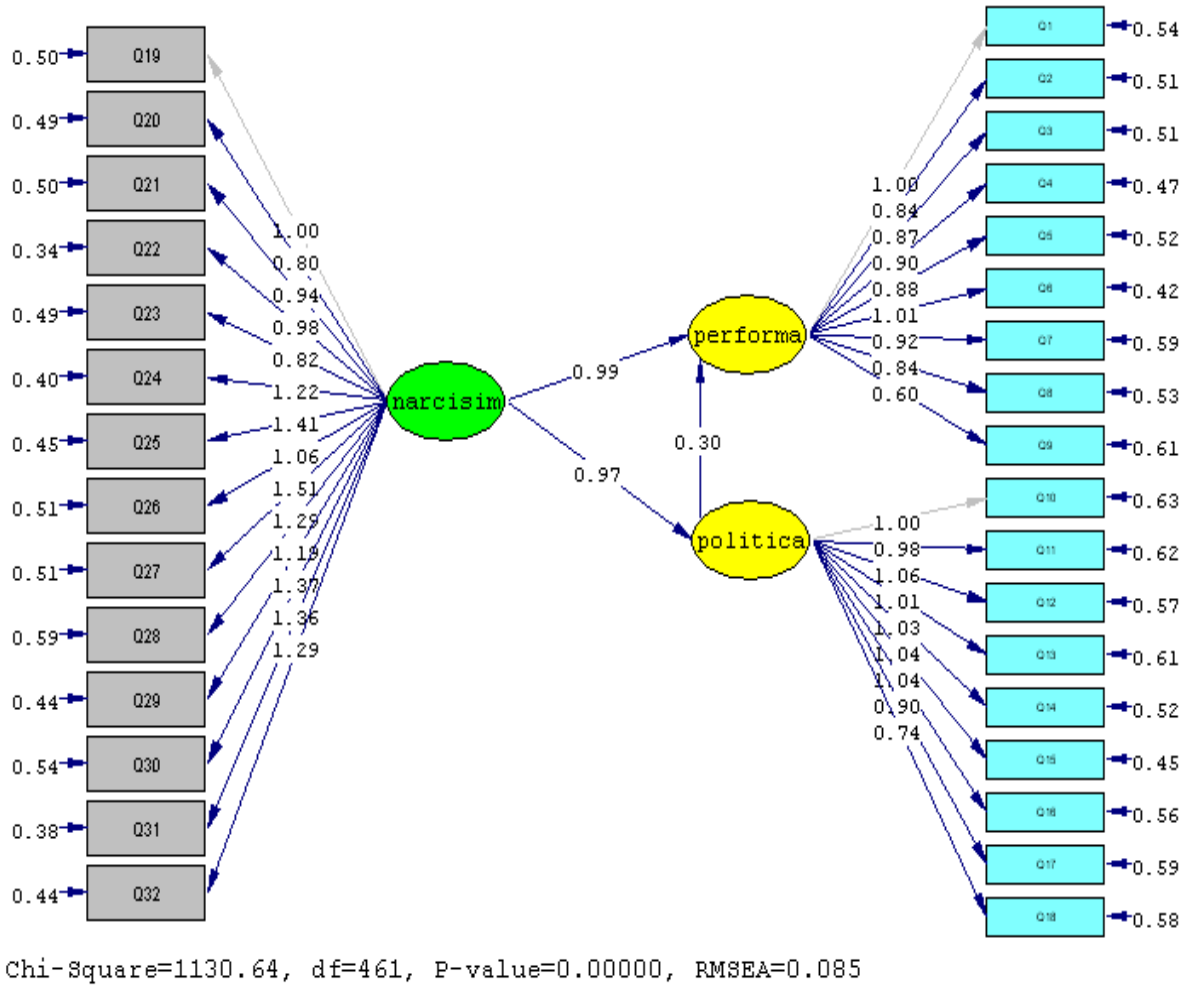 0.50 Q19
0.49 Q20
0.50 Q21
0.34 Q22
0.49 Q23
0.40 Q24
0.45 Q25
0.51 Q26
0.51 Q27
0.59 Q28
0.44 Q29
0.54 Q30
0.38 Q31
0.44 Q32
1.00
0.80
0.94
0.98
0.82
1.22
1.41
1.06
1.51
1.29
1.19
1.37
1.36
1.29
narcisim
0.99
0.97
performa
0.30
politica
1.00
0.84
0.87
0.90
0.88
1.01
0.92
0.84
0.60
1.00
0.98
1.06
1.01
1.03
1.04
1.04
0.90
0.74
Q1 0.54
Q2 0.51
Q3 0.51
Q4 0.47
Q5 0.52
Q6 0.42
Q7 0.59
Q8 0.53
Q9 0.61
Q10 0.63
Q11 0.62
Q12 0.57
Q13 0.61
Q14 0.52
Q15 0.45
Q16 0.56
Q17 0.59
Q18 0.58
Chi-Square=1130.64, df=461, P-value=0.00000, RMSEA=0.085